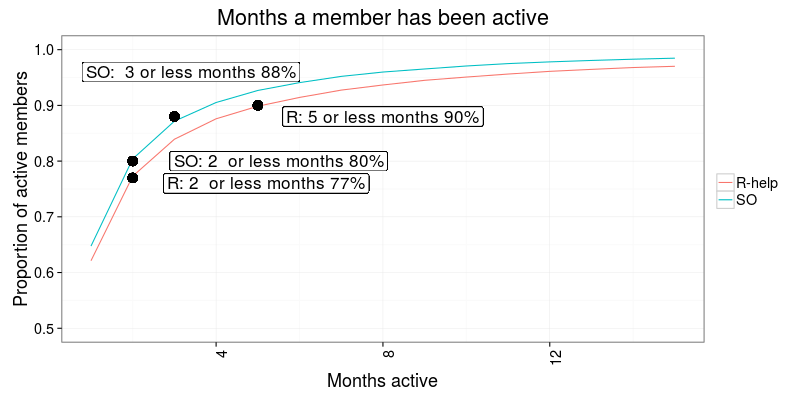 Months a member has been active
Proportion of active members
1.0
0.9
0.8
0.7
0.6
0.5
SO:  3 or less months 88%
R: 5 or less months 90%
SO: 2  or less months 80%
R: 2  or less months 77%
R-help
SO
4
8
12
Months active